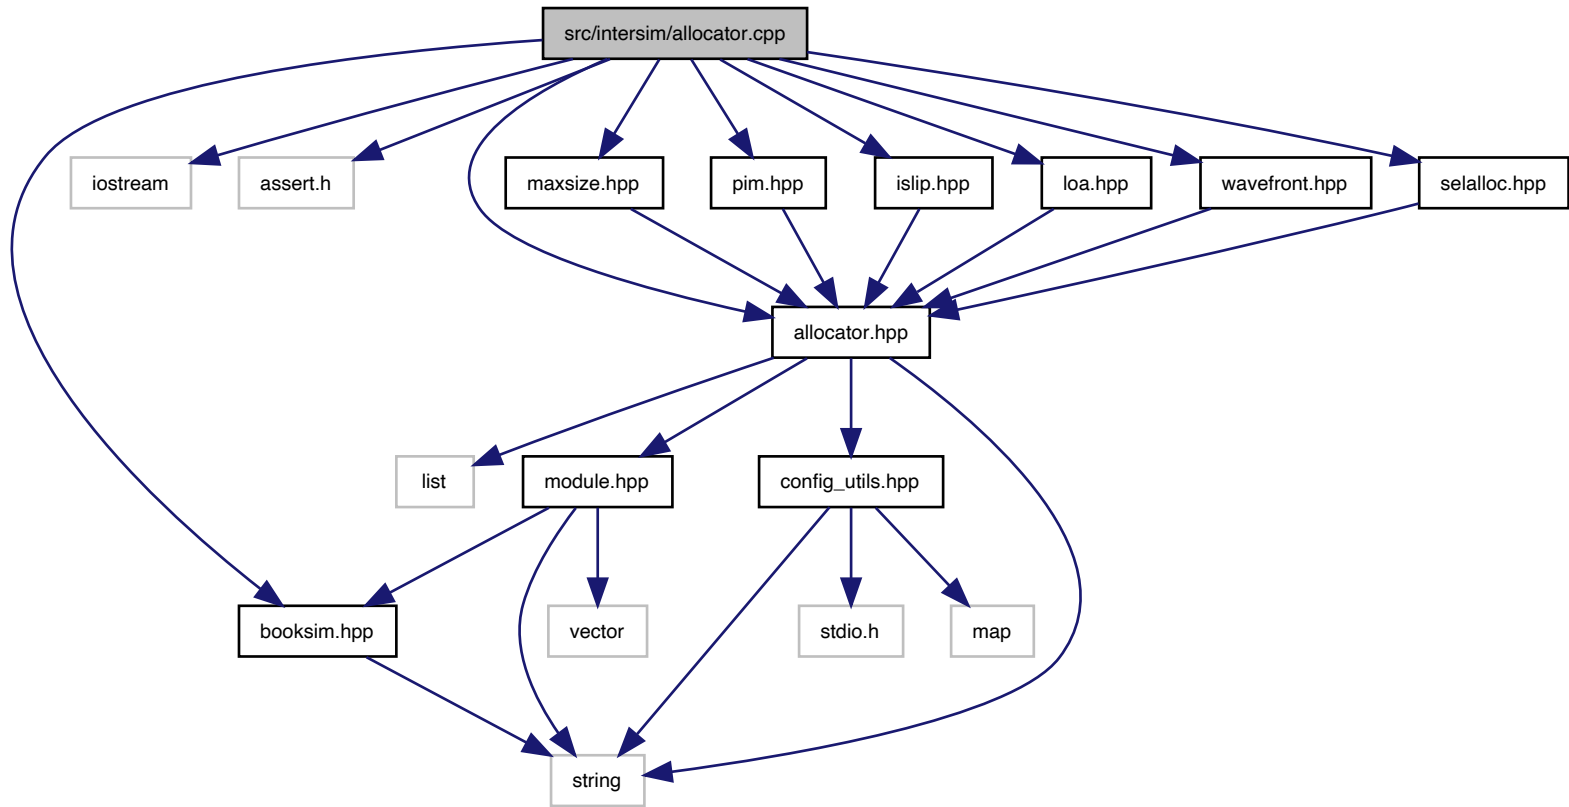 src/intersim/allocator.cpp
iostream
assert.h
maxsize.hpp
pim.hpp
islip.hpp
loa.hpp
wavefront.hpp
selalloc.hpp
allocator.hpp
list
module.hpp
config_utils.hpp
booksim.hpp
vector
stdio.h
map
string